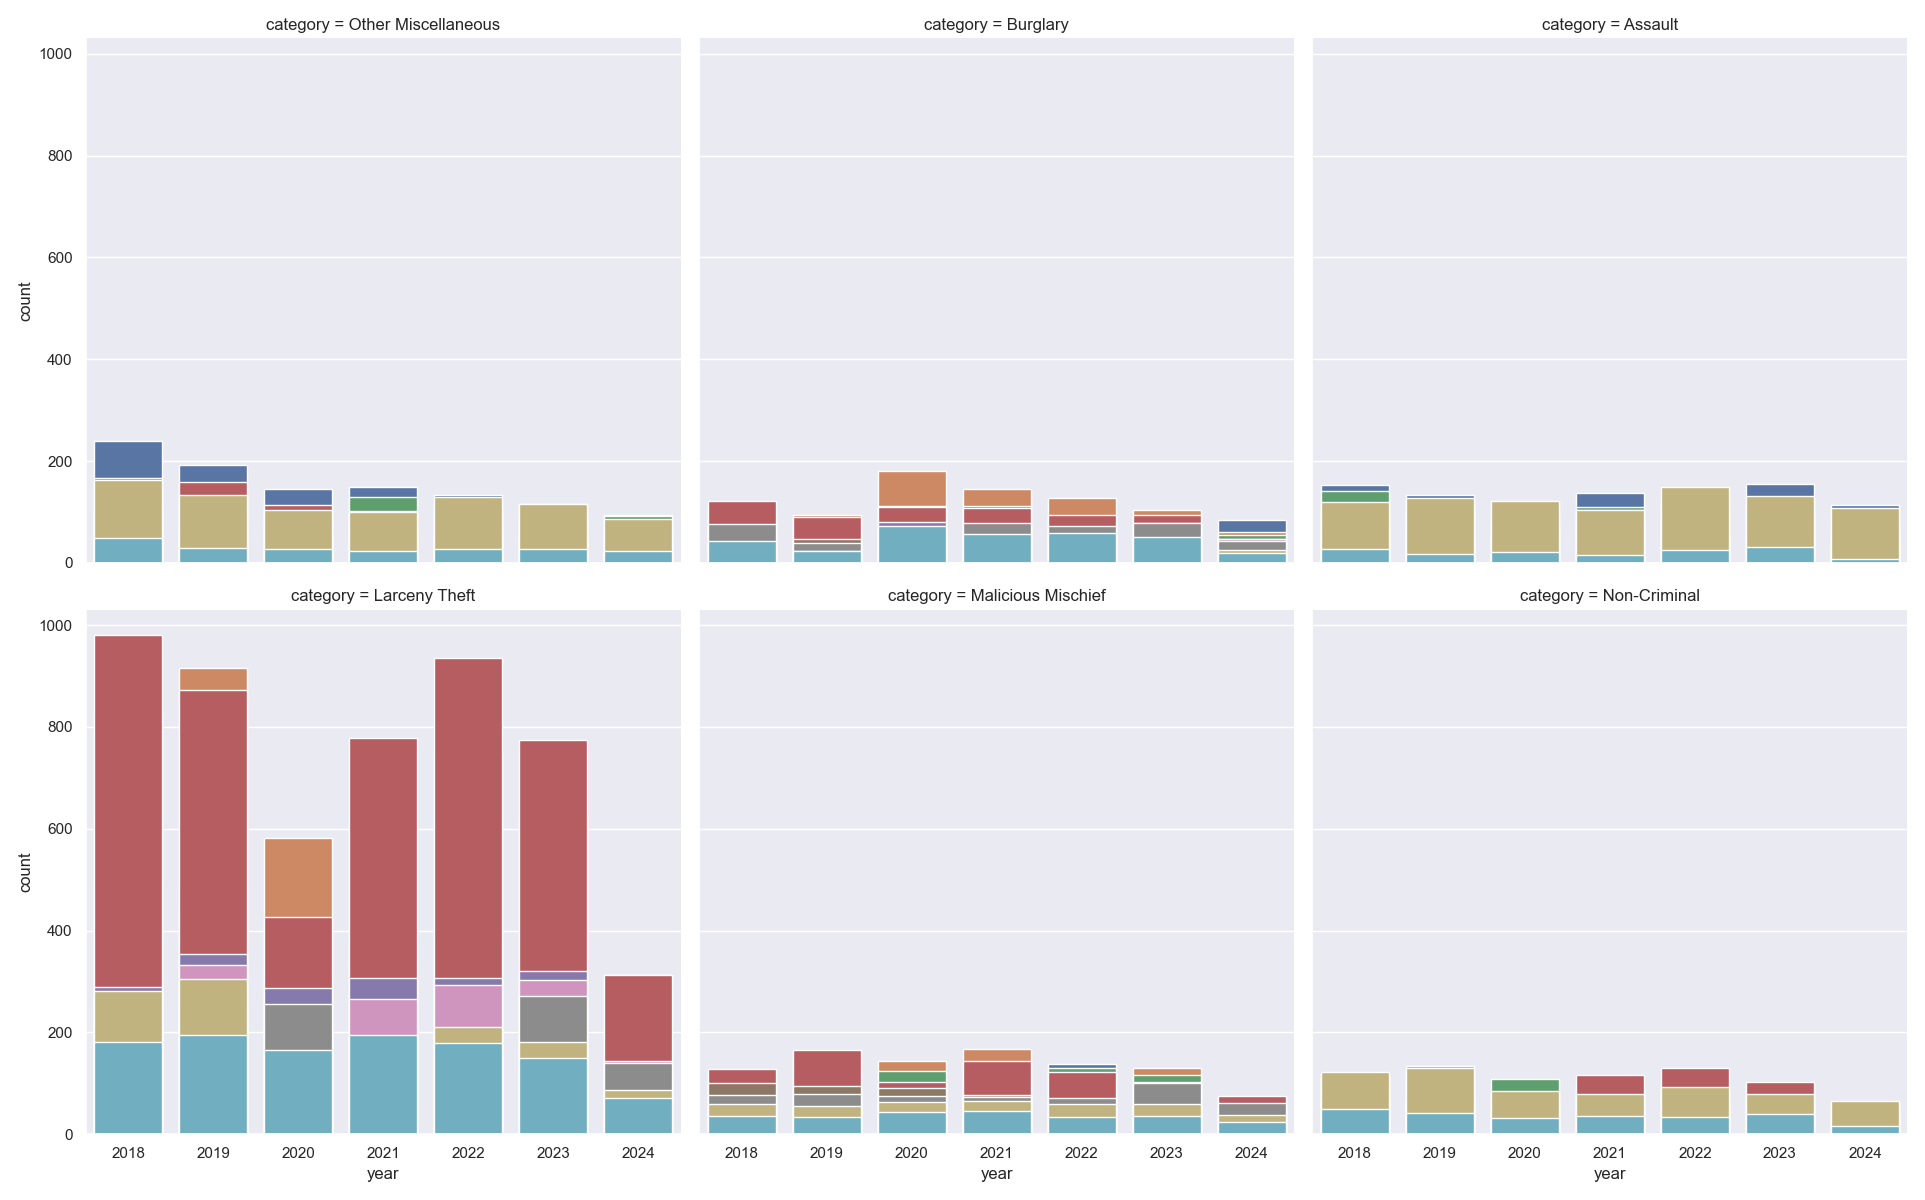 category = Other Miscellaneous
category = Burglary
category = Assault
1000
800
600
400
200
0
count
category = Larceny Theft
category = Malicious Mischief
category = Non-Criminal
1000
800
600
400
200
0
count
2018 2019 2020 2021 2022 2023 2024
2018 2019 2020 2021 2022 2023 2024
2018 2019 2020 2021 2022 2023 2024
year
year
year